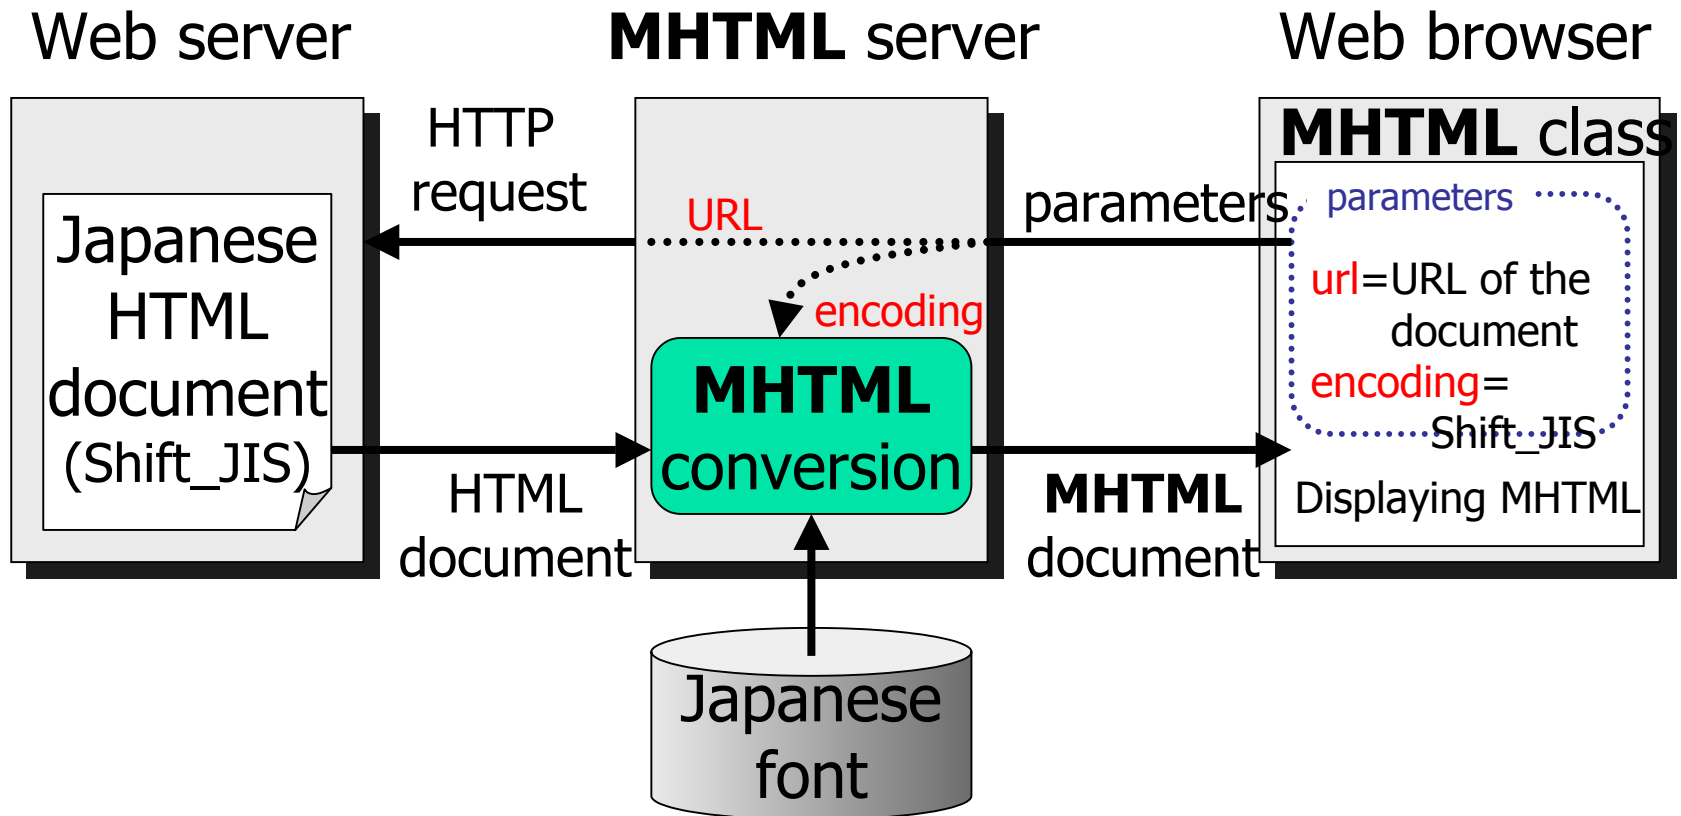 Web server
MHTML server
Web browser
HTTP
request
Japanese
HTML
document
(Shift_JIS)
HTML
document
URL
encoding
MHTML
conversion
Japanese
font
parameters
MHTML
document
MHTML class
parameters
url=URL of the
document
encoding=
Shift_JIS
Displaying MHTML